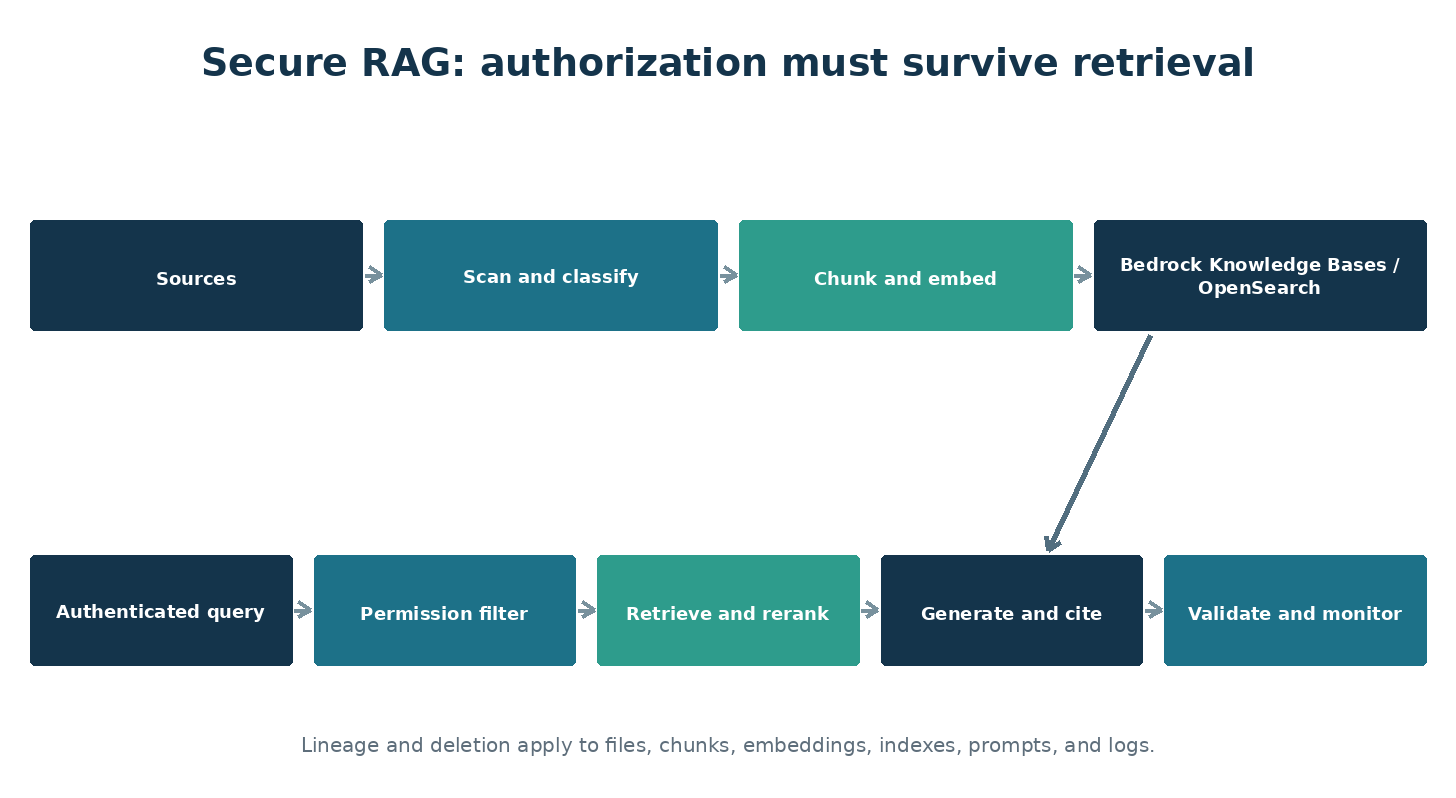 Secure RAG: authorization must survive retrieval
Sources
Scan and classify
Chunk and embed
Bedrock Knowledge Bases /
OpenSearch
Authenticated query
Permission filter
Retrieve and rerank
Generate and cite
Validate and monitor
Lineage and deletion apply to files, chunks, embeddings, indexes, prompts, and logs.